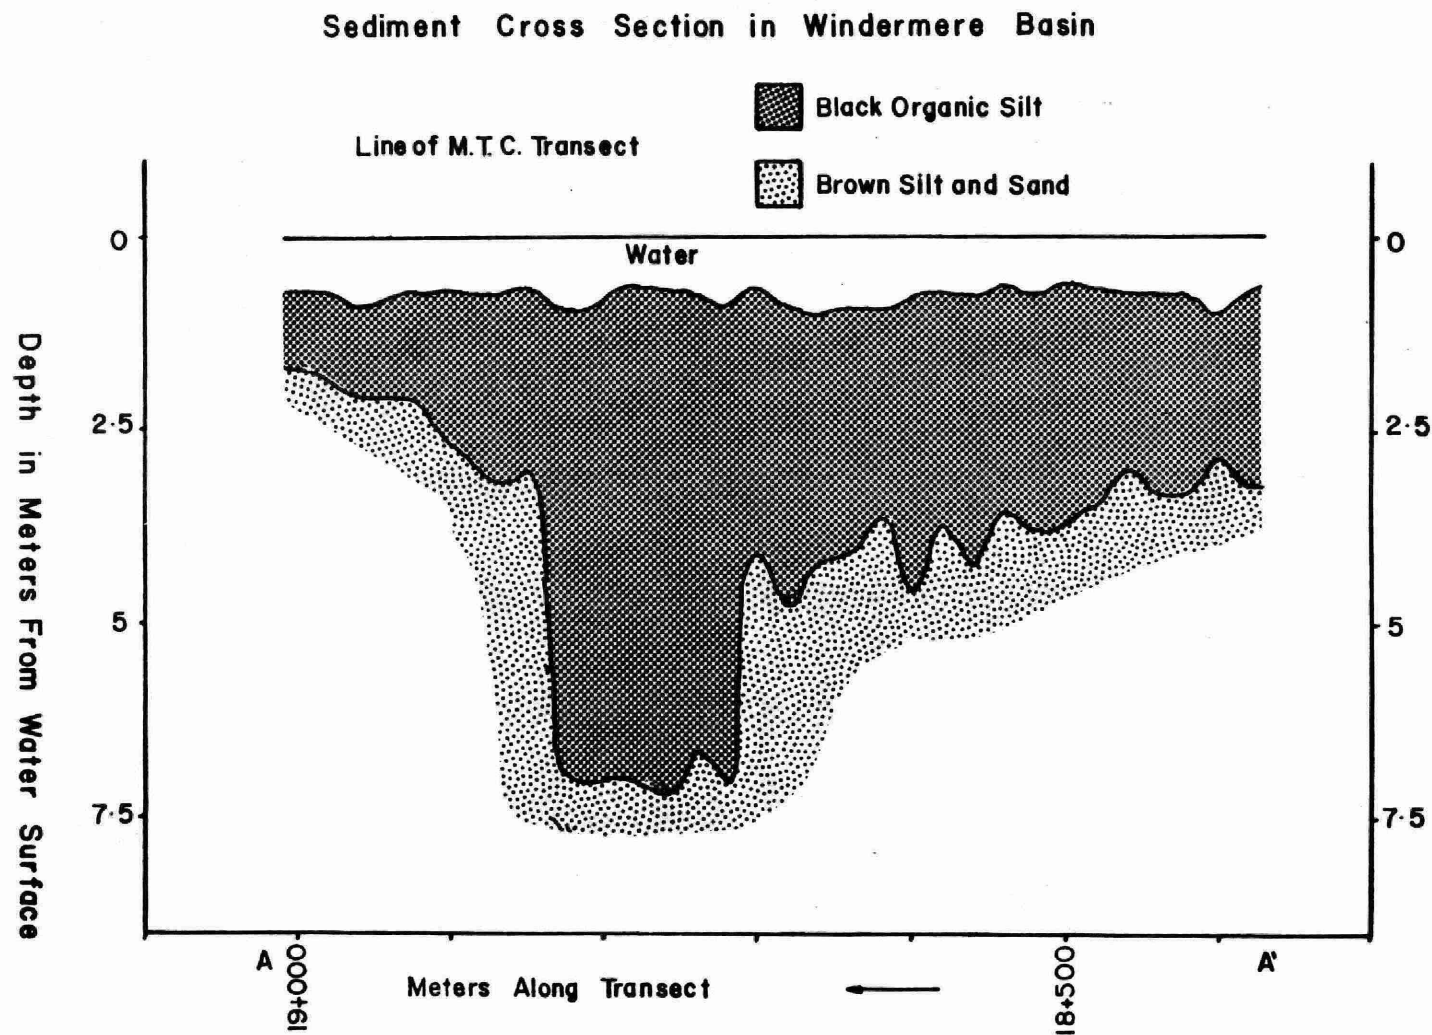 Sediment Cross Section in Windermere Basin
Black Organic Silt
Line of M.T.C. Transect
Brown Silt and Sand
0
0
Water
2·5
2·5
5
5
7·5
7·5
Depth in Meters From Water Surface
A
19+000
Meters Along Transect
18+500
A'